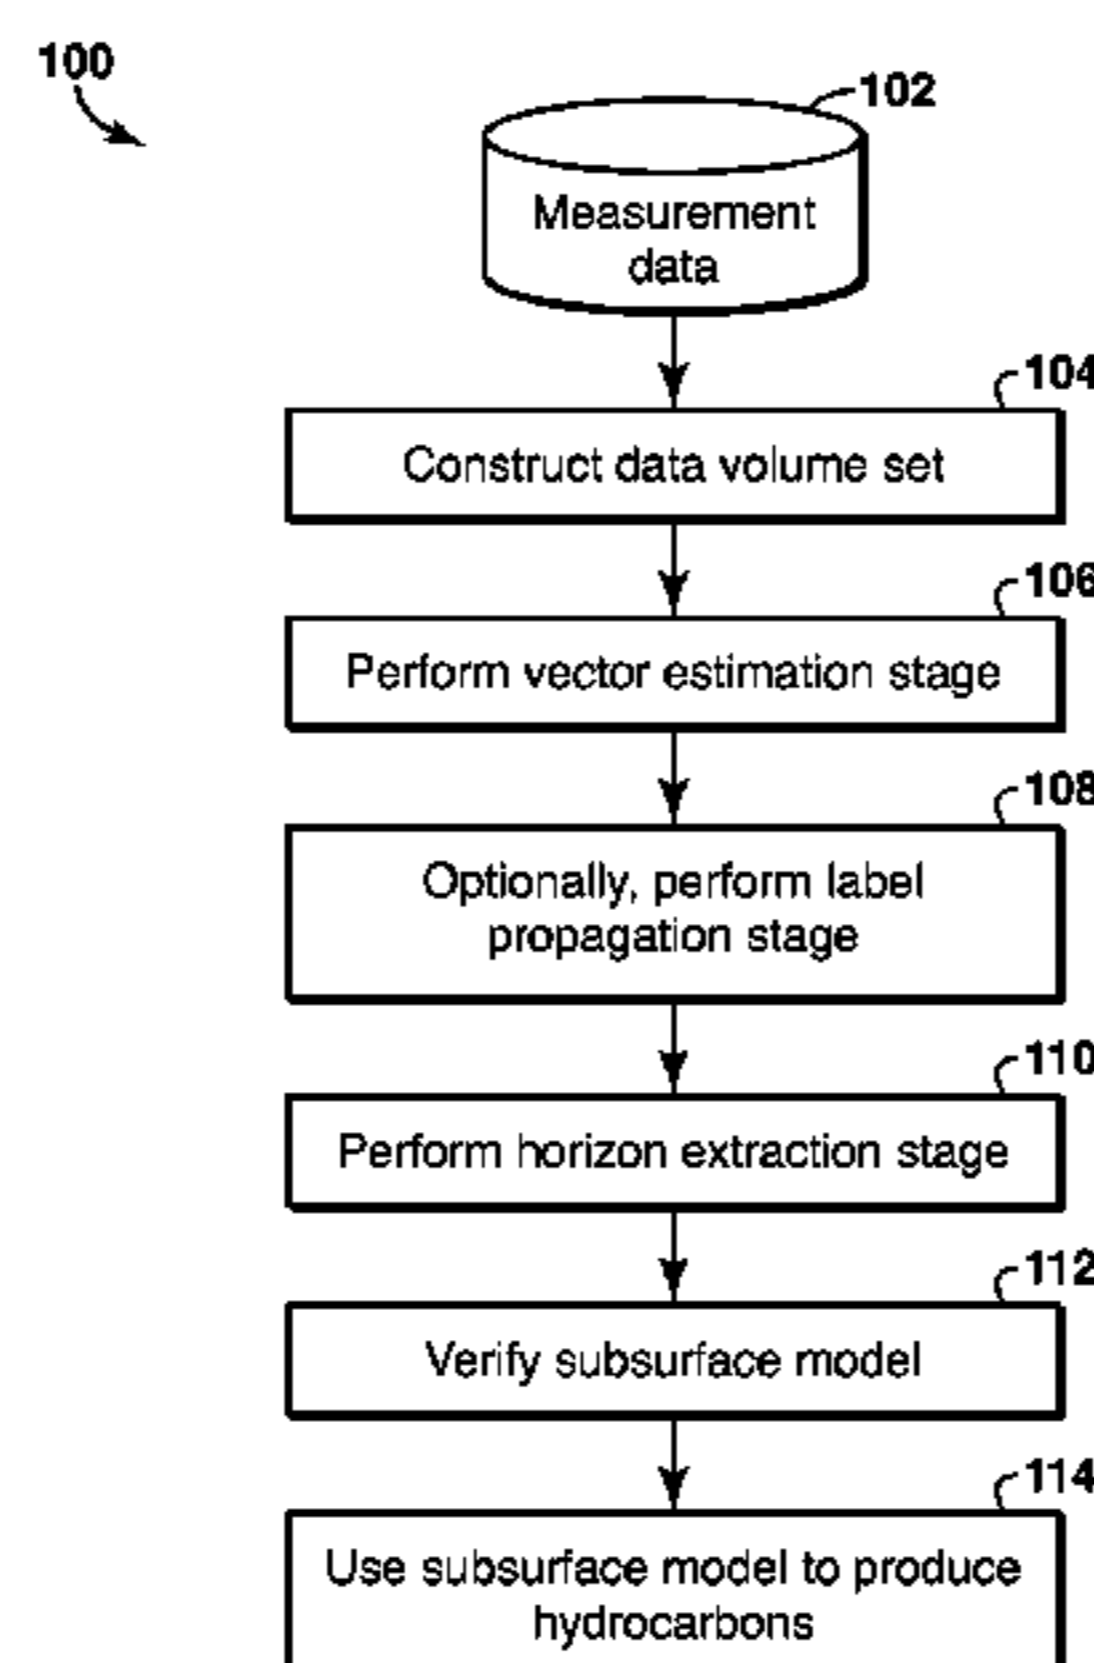 100
102
Measurement
data
104
Construct data volume set
106
Perform vector estimation stage
108
Optionally, perform label
propagation stage
110
Perform horizon extraction stage
112
Verify subsurface model
114
Use subsurface model to produce
hydrocarbons